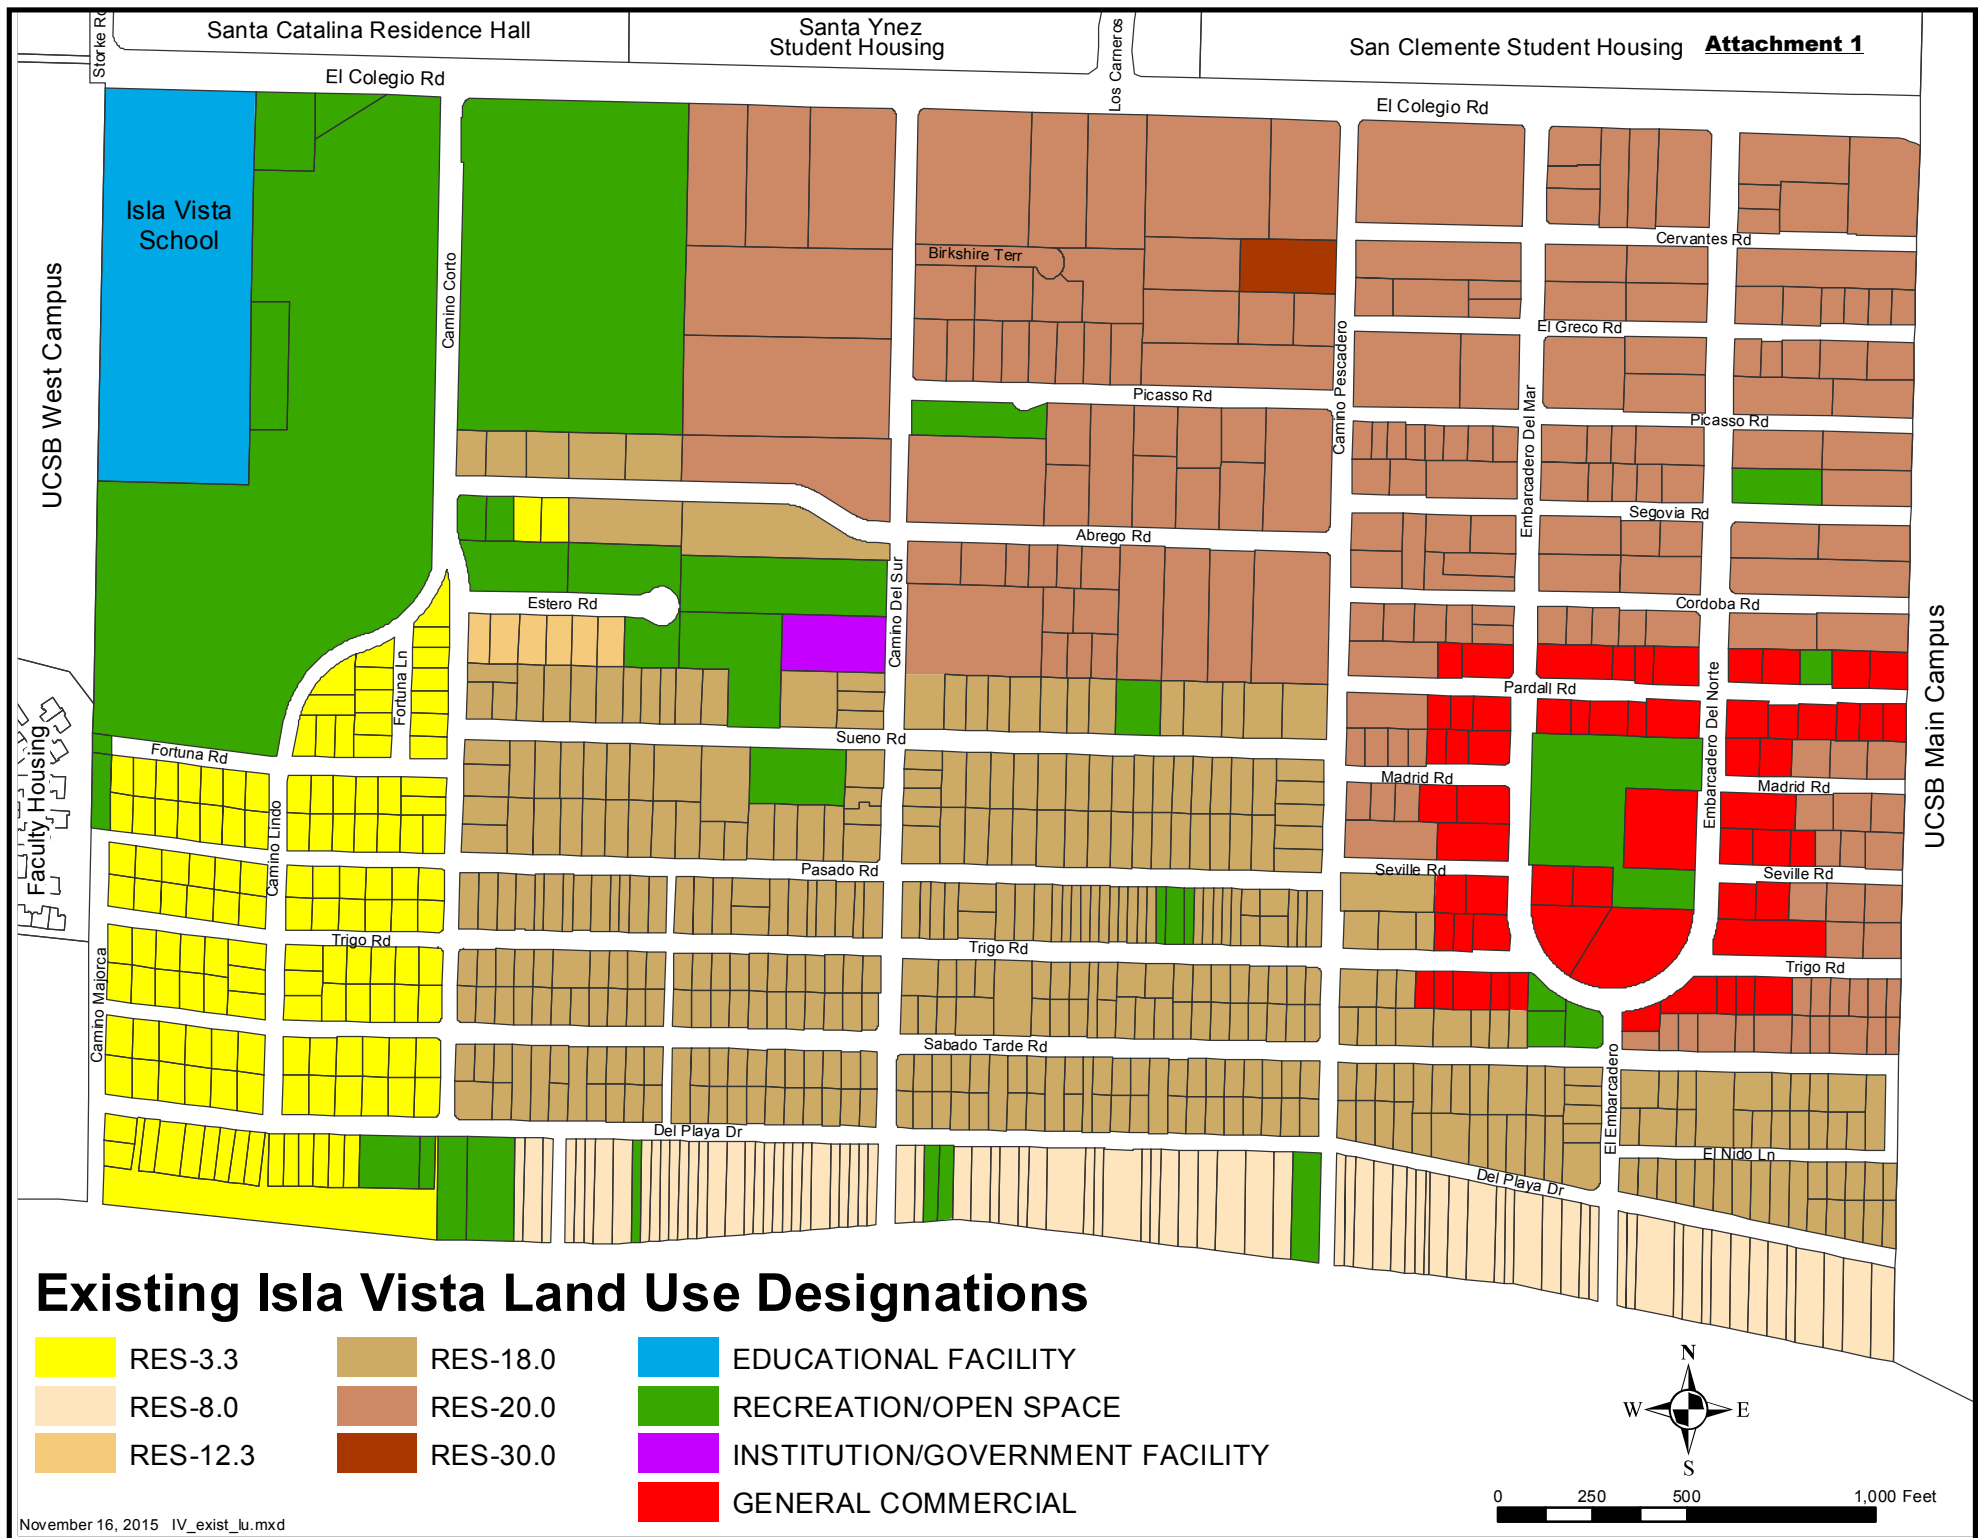 Santa Catalina Residence Hall
Santa Ynez
Student Housing
San Clemente Student Housing
Attachment 1
Storke Rd
Los Carneros
El Colegio Rd
El Colegio Rd
Isla Vista
School
UCSB West Campus
Camino Corto
Birkshire Terr
Cervantes Rd
El Greco Rd
Camino Pescadero
Picasso Rd
Picasso Rd
Embarcadero Del Mar
Segovia Rd
Abrego Rd
Camino Del Sur
Estero Rd
Cordoba Rd
UCSB Main Campus
Fortuna Ln
Pardall Rd
Embarcadero Del Norte
Sueno Rd
Fortuna Rd
Faculty Housing
Madrid Rd
Madrid Rd
Camino Lindo
Pasado Rd
Seville Rd
Seville Rd
Trigo Rd
Trigo Rd
Trigo Rd
Camino Majorca
Sabado Tarde Rd
El Embarcadero
Del Playa Dr
El Nido Ln
Del Playa Dr
Existing Isla Vista Land Use Designations
RES-3.3
RES-8.0
RES-12.3
RES-18.0
RES-20.0
RES-30.0
EDUCATIONAL FACILITY
RECREATION/OPEN SPACE
INSTITUTION/GOVERNMENT FACILITY
GENERAL COMMERCIAL
N
W
E
S
0 250 500 1,000 Feet
November 16, 2015 IV_exist_lu.mxd